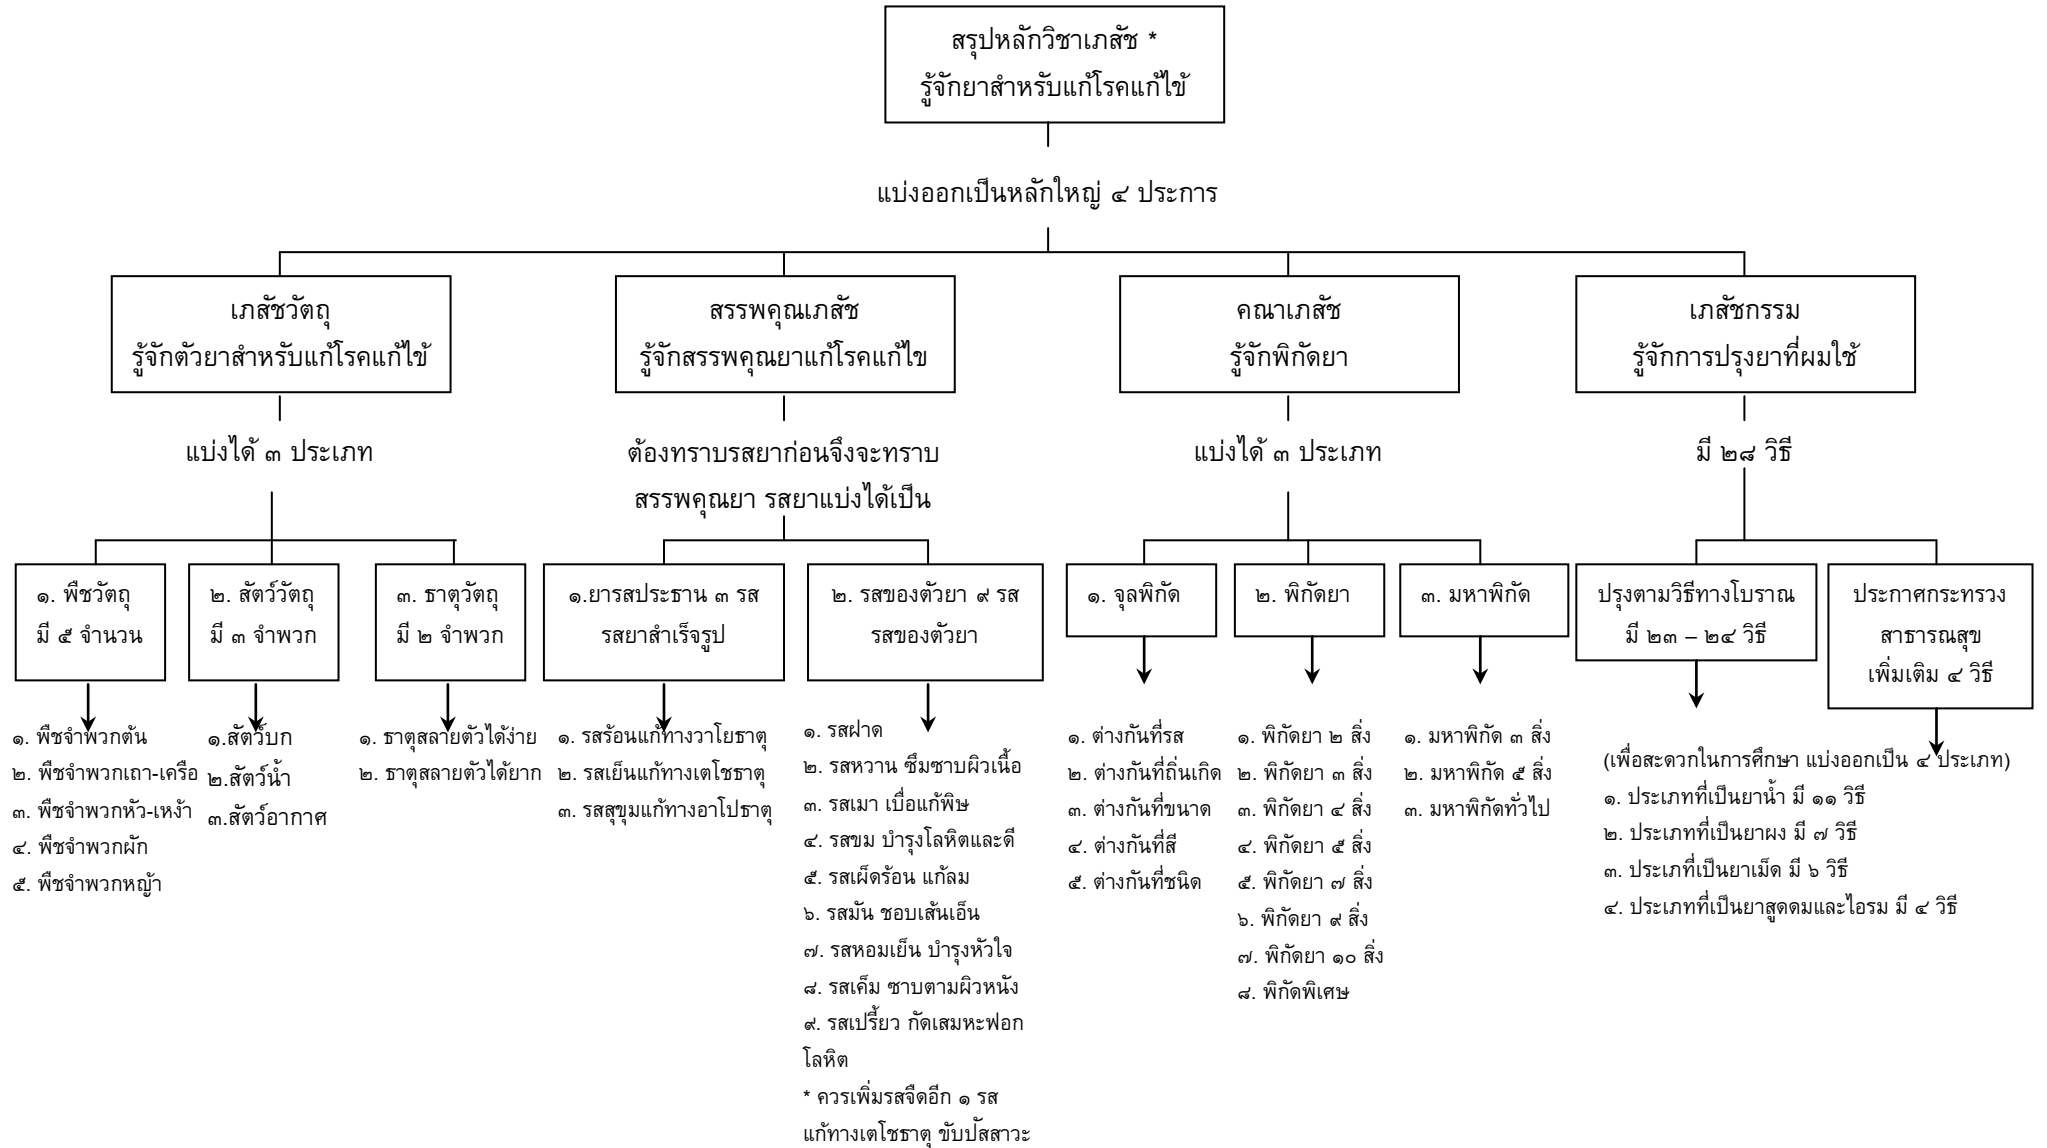 สรุปหลักวิชาเภสัช *
รู้จักยาสำหรับแก้โรคแก้ไข้
แบ่งออกเป็นหลักใหญ่ ๔ ประการ
เภสัชวัตถุ
รู้จักตัวยาสำหรับแก้โรคแก้ไข้
แบ่งได้ ๓ ประเภท
๑. พืชวัตถุ
มี ๕ จำนวน
๑. พืชจำพวกต้น
๒. พืชจำพวกเถา-เครือ
๓. พืชจำพวกหัว-เหง้า
๔. พืชจำพวกผัก
๕. พืชจำพวกหญ้า
๒. สัตว์วัตถุ
มี ๓ จำพวก
๑.สัตว์บก
๒.สัตว์น้ำ
๓.สัตว์อากาศ
๓. ธาตุวัตถุ
มี ๒ จำพวก
๑. ธาตุสลายตัวได้ง่าย
๒. ธาตุสลายตัวได้ยาก
สรรพคุณเภสัช
รู้จักสรรพคุณยาแก้โรคแก้ไข
ต้องทราบรสยาก่อนจึงจะทราบ
สรรพคุณยา รสยาแบ่งได้เป็น
๑.ยารสประธาน ๓ รส
รสยาสำเร็จรูป
๑. รสร้อนแก้ทางวาโยธาตุ
๒. รสเย็นแก้ทางเตโชธาตุ
๓. รสสุขุมแก้ทางอาโปธาตุ
๒. รสของตัวยา ๙ รส
รสของตัวยา
๑. รสฝาด
๒. รสหวาน ซึมซาบผิวเนื้อ
๓. รสเมา เบื่อแก้พิษ
๔. รสขม บำรุงโลหิตและดี
๕. รสเผ็ดร้อน แก้ลม
๖. รสมัน ชอบเส้นเอ็น
๗. รสหอมเย็น บำรุงหัวใจ
๘. รสเค็ม ซาบตามผิวหนัง
๙. รสเปรี้ยว กัดเสมหะฟอก
โลหิต
* ควรเพิ่มรสจืดอีก ๑ รส
แก้ทางเตโชธาตุ ขับปัสสาวะ
คณาเภสัช
รู้จักพิกัดยา
แบ่งได้ ๓ ประเภท
๑. จุลพิกัด
๑. ต่างกันที่รส
๒. ต่างกันที่ถิ่นเกิด
๓. ต่างกันที่ขนาด
๔. ต่างกันที่สี
๕. ต่างกันที่ชนิด
๒. พิกัดยา
๑. พิกัดยา ๒ สิ่ง
๒. พิกัดยา ๓ สิ่ง
๓. พิกัดยา ๔ สิ่ง
๔. พิกัดยา ๕ สิ่ง
๕. พิกัดยา ๗ สิ่ง
๖. พิกัดยา ๙ สิ่ง
๗. พิกัดยา ๑๐ สิ่ง
๘. พิกัดพิเศษ
๓. มหาพิกัด
๑. มหาพิกัด ๓ สิ่ง
๒. มหาพิกัด ๕ สิ่ง
๓. มหาพิกัดทั่วไป
เภสัชกรรม
รู้จักการปรุงยาที่ผมใช้
มี ๒๘ วิธี
ปรุงตามวิธีทางโบราณ
มี ๒๓ – ๒๔ วิธี
ประกาศกระทรวง
สาธารณสุข
เพิ่มเติม ๔ วิธี
(เพื่อสะดวกในการศึกษา แบ่งออกเป็น ๔ ประเภท)
๑. ประเภทที่เป็นยาน้ำ มี ๑๑ วิธี
๒. ประเภทที่เป็นยาผง มี ๗ วิธี
๓. ประเภที่เป็นยาเม็ด มี ๖ วิธี
๔. ประเภทที่เป็นยาสูดดมและไอรม มี ๔ วิธี